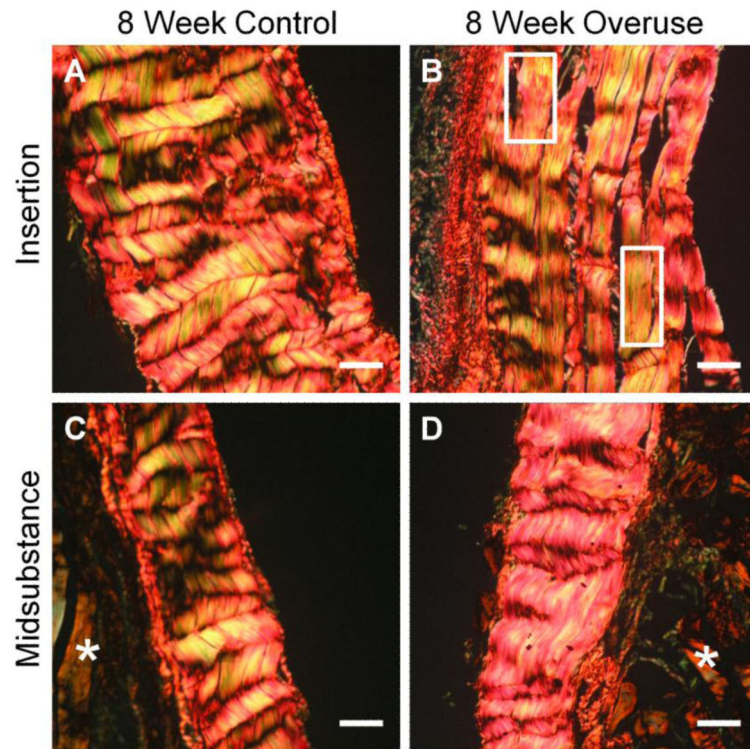 8 Week Control
8 Week Overuse
Insertion
A
B
Midsubstance
C
*
D
*